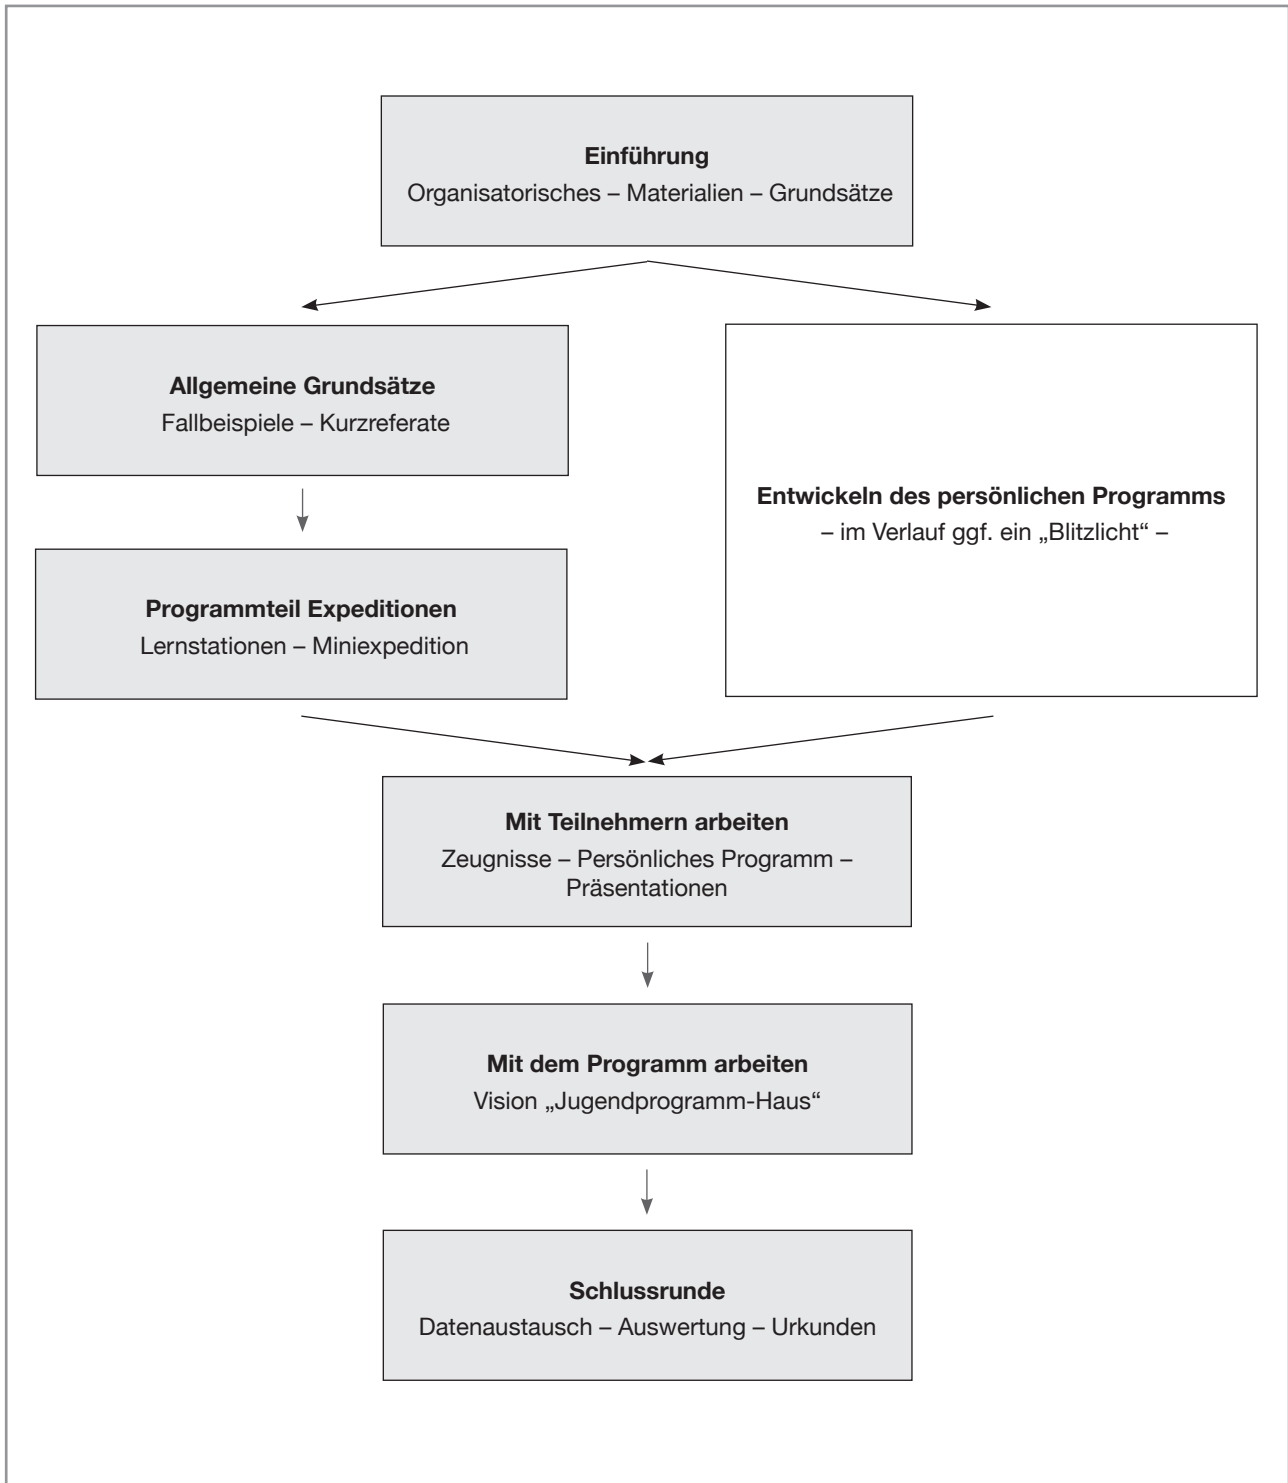 Einführung
Organisatorisches – Materialien – Grundsätze
Allgemeine Grundsätze
Fallbeispiele – Kurzreferate
Programmteil Expeditionen
Lernstationen – Miniexpedition
Entwickeln des persönlichen Programms
– im Verlauf ggf. ein „Blitzlicht“ –
Mit Teilnehmern arbeiten
Zeugnisse – Persönliches Programm –
Präsentationen
Mit dem Programm arbeiten
Vision „Jugendprogramm-Haus“
Schlussrunde
Datenaustausch – Auswertung – Urkunden